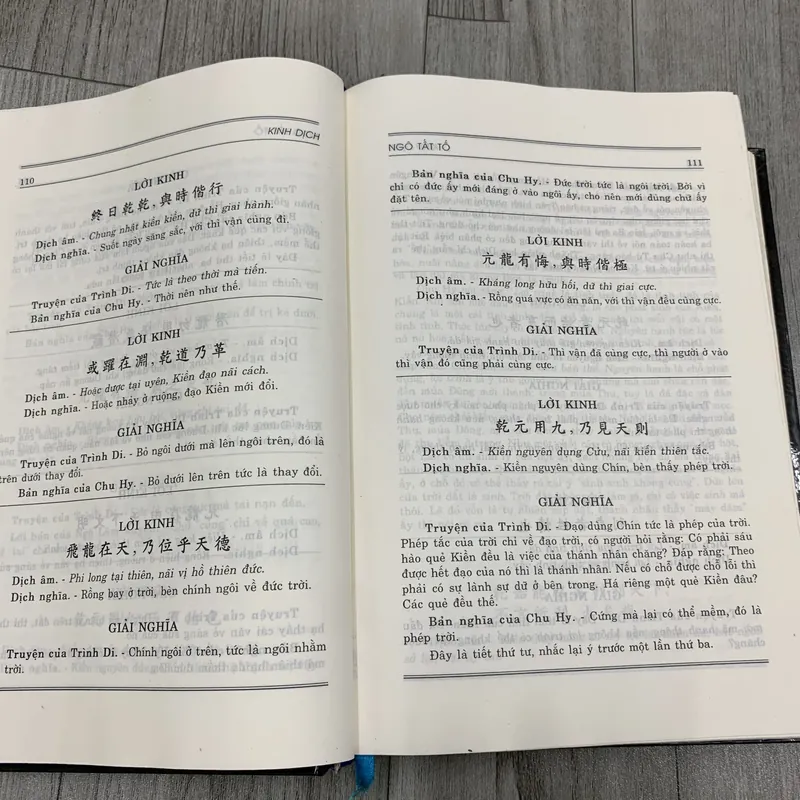 KINH DỊCH
110
LỜI KINH
終日乾乾,與時偕行
Dịch âm. - Chung nhật kiền kiền, dữ thì giai hành.
Dịch nghĩa. - Suốt ngày săng sắc, với thì vận cùng đi.
GIẢI NGHĨA
Truyện của Trình Di. - Tức là theo thời mà tiến.
Bản nghĩa của Chu Hy. - Thời nên như thế.
LỜI KINH
或躍在淵,乾道乃革
Dịch âm. - Hoặc dược tại uyên, Kiền đạo nãi cách.
Dịch nghĩa. - Hoặc nhảy ở ruộng, đạo Kiền mới đổi.
GIẢI NGHĨA
Truyện của Trình Di. - Bỏ ngôi dưới mà lên ngôi trên, đó là
trên dưới thay đổi.
Bản nghĩa của Chu Hy. - Bỏ dưới lên trên tức là thay đổi.
LỜI KINH
飛龍在天,乃位乎天德
Dịch âm. - Phi long tại thiên, nãi vị hồ thiên đức.
Dịch nghĩa. - Rồng bay ở trời, bèn chính ngôi về đức trời.
GIẢI NGHĨA
Truyện của Trình Di. - Chính ngôi ở trên, tức là ngôi nhằm
trời.
NGÔ TẤT TỐ
111
Bản nghĩa của Chu Hy. - Đức trời tức là ngôi trời. Bởi vì
chỉ có đức ấy mới đáng ở vào ngôi ấy, cho nên mới dùng chữ ấy
đặt tên.
LỜI KINH
亢龍有悔,與時偕極
Dịch âm. - Kháng long hữu hối, dữ thì giai cực.
Dịch nghĩa. - Rồng quá vực có ăn năn, với thì vận đều cùng cực.
GIẢI NGHĨA
Truyện của Trình Di. - Thì vận đã cùng cực, thì người ở vào
thì vận đó cũng phải cùng cực.
LỜI KINH
乾元用九,乃見天則
Dịch âm. - Kiền nguyên dụng Cửu, nãi kiến thiên tắc.
Dịch nghĩa. - Kiền nguyên dùng Chín, bèn thấy phép trời.
GIẢI NGHĨA
Truyện của Trình Di. - Đạo dùng Chín tức là phép của trời.
Phép tắc của trời chỉ về đạo trời, có người hỏi rằng: Có phải sáu
hào quẻ Kiền đều là việc của thánh nhân chăng? Đáp rằng: Theo
được hết đạo của nó thì là thánh nhân. Nếu có chỗ được chỗ lỗi thì
phải có sự lành sự dữ ở bên trong. Há riêng một quẻ Kiền đâu?
Các quẻ đều thế.
Bản nghĩa của Chu Hy. - Cứng mà lại có thể mềm, đó là
phép trời.
Đây là tiết thứ tư, nhắc lại ý trước một lần thứ ba.